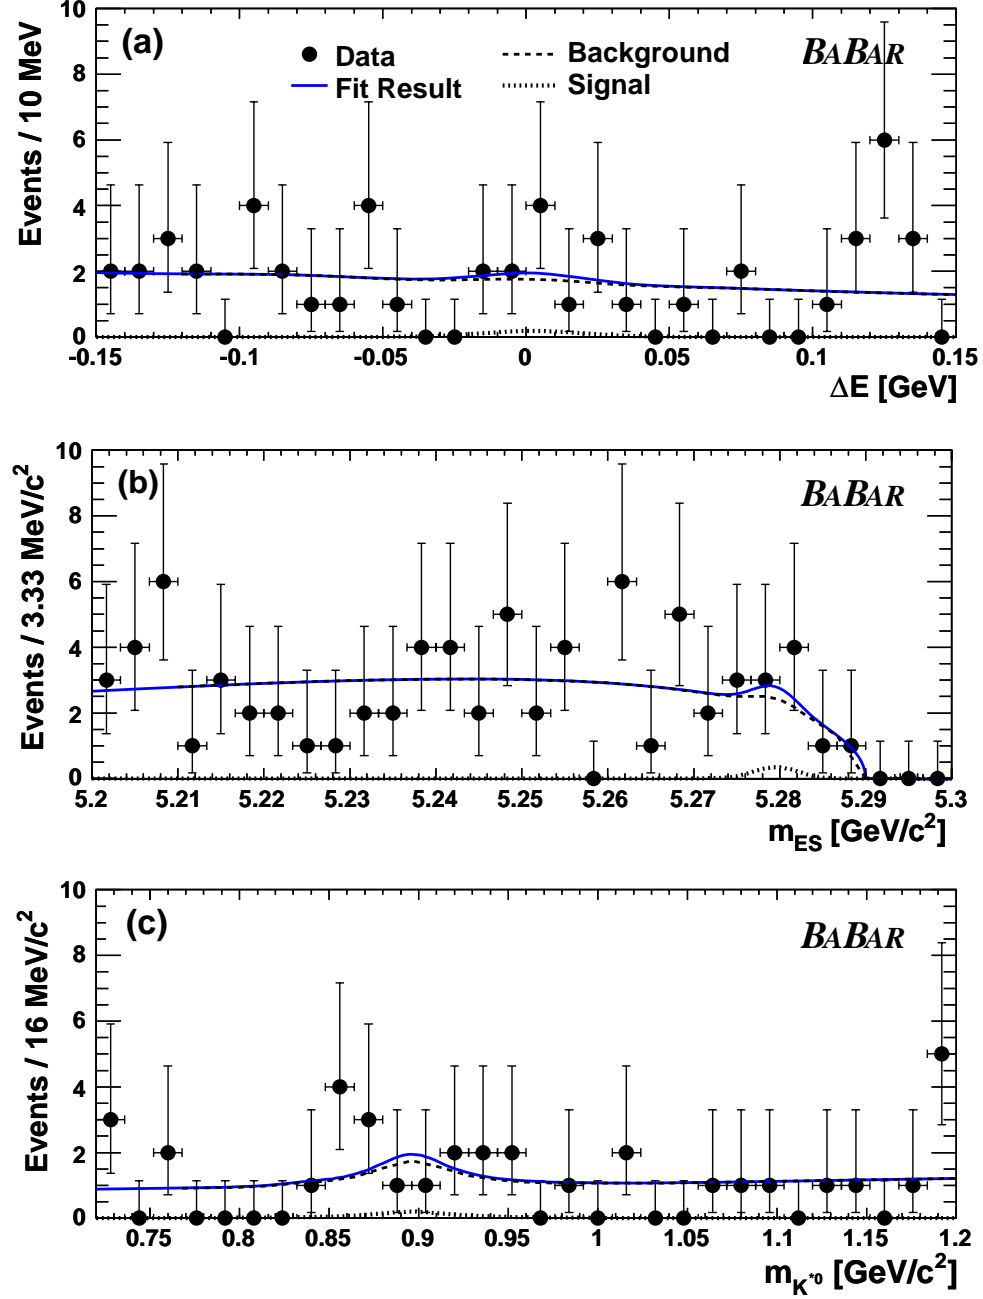 Events / 10 MeV
10
8
6
4
2
0
(a)
Data
Fit Result
Background
Signal
BABAR
-0.15 -0.1 -0.05 0 0.05 0.1 0.15
ΔE [GeV]
Events / 3.33 MeV/c²
10
8
6
4
2
0
(b)
BABAR
5.2 5.21 5.22 5.23 5.24 5.25 5.26 5.27 5.28 5.29 5.3
m_ES [GeV/c²]
Events / 16 MeV/c²
10
8
6
4
2
0
(c)
BABAR
0.75 0.8 0.85 0.9 0.95 1 1.05 1.1 1.15 1.2
m_K*0 [GeV/c²]